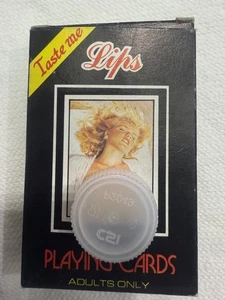 Taste me
Lips
PLAYING CARDS
ADULTS ONLY